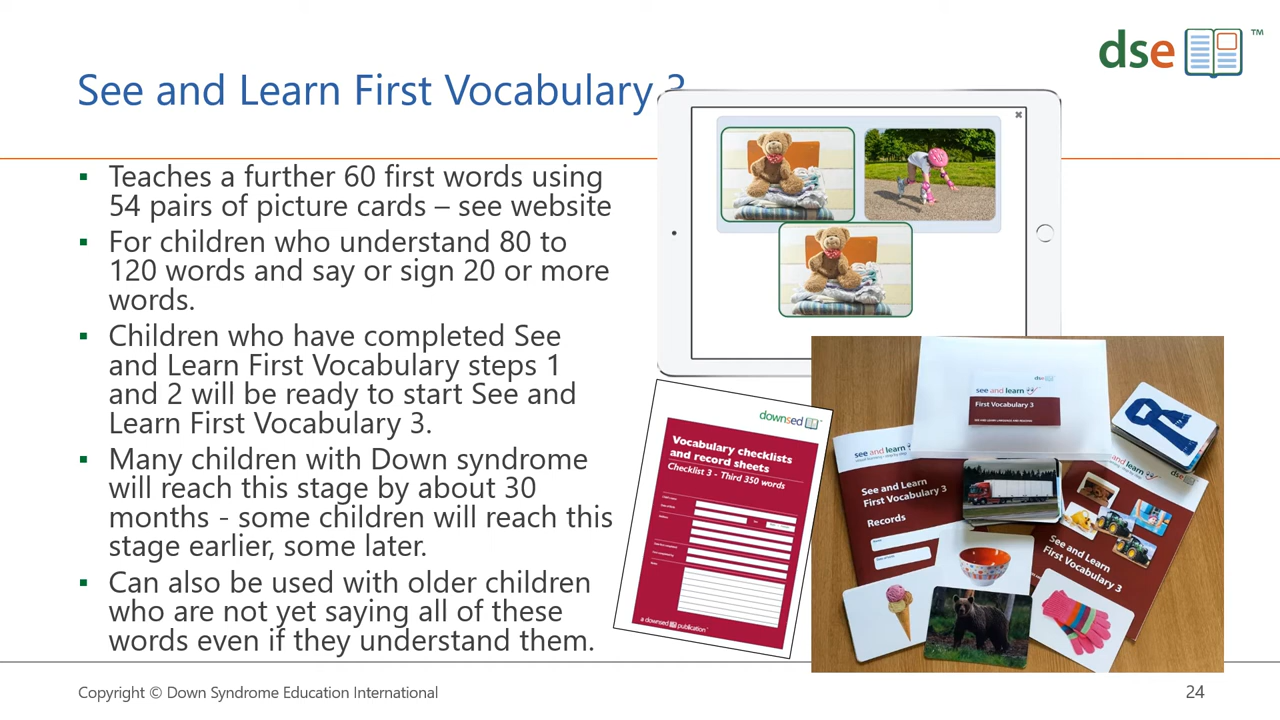 dse ™
See and Learn First Vocabulary 3
▪ Teaches a further 60 first words using
54 pairs of picture cards – see website
▪ For children who understand 80 to
120 words and say or sign 20 or more
words.
▪ Children who have completed See
and Learn First Vocabulary steps 1
and 2 will be ready to start See and
Learn First Vocabulary 3.
▪ Many children with Down syndrome
will reach this stage by about 30
months - some children will reach this
stage earlier, some later.
▪ Can also be used with older children
who are not yet saying all of these
words even if they understand them.
downsed
Vocabulary checklists
and record sheets
Checklist 3 - Third 350 words
a downsed publication
dse
see and learn
First Vocabulary 3
see and learn
See and Learn
First Vocabulary 3
Records
learn
dse
See and Learn
First Vocabulary 3
Copyright © Down Syndrome Education International
24